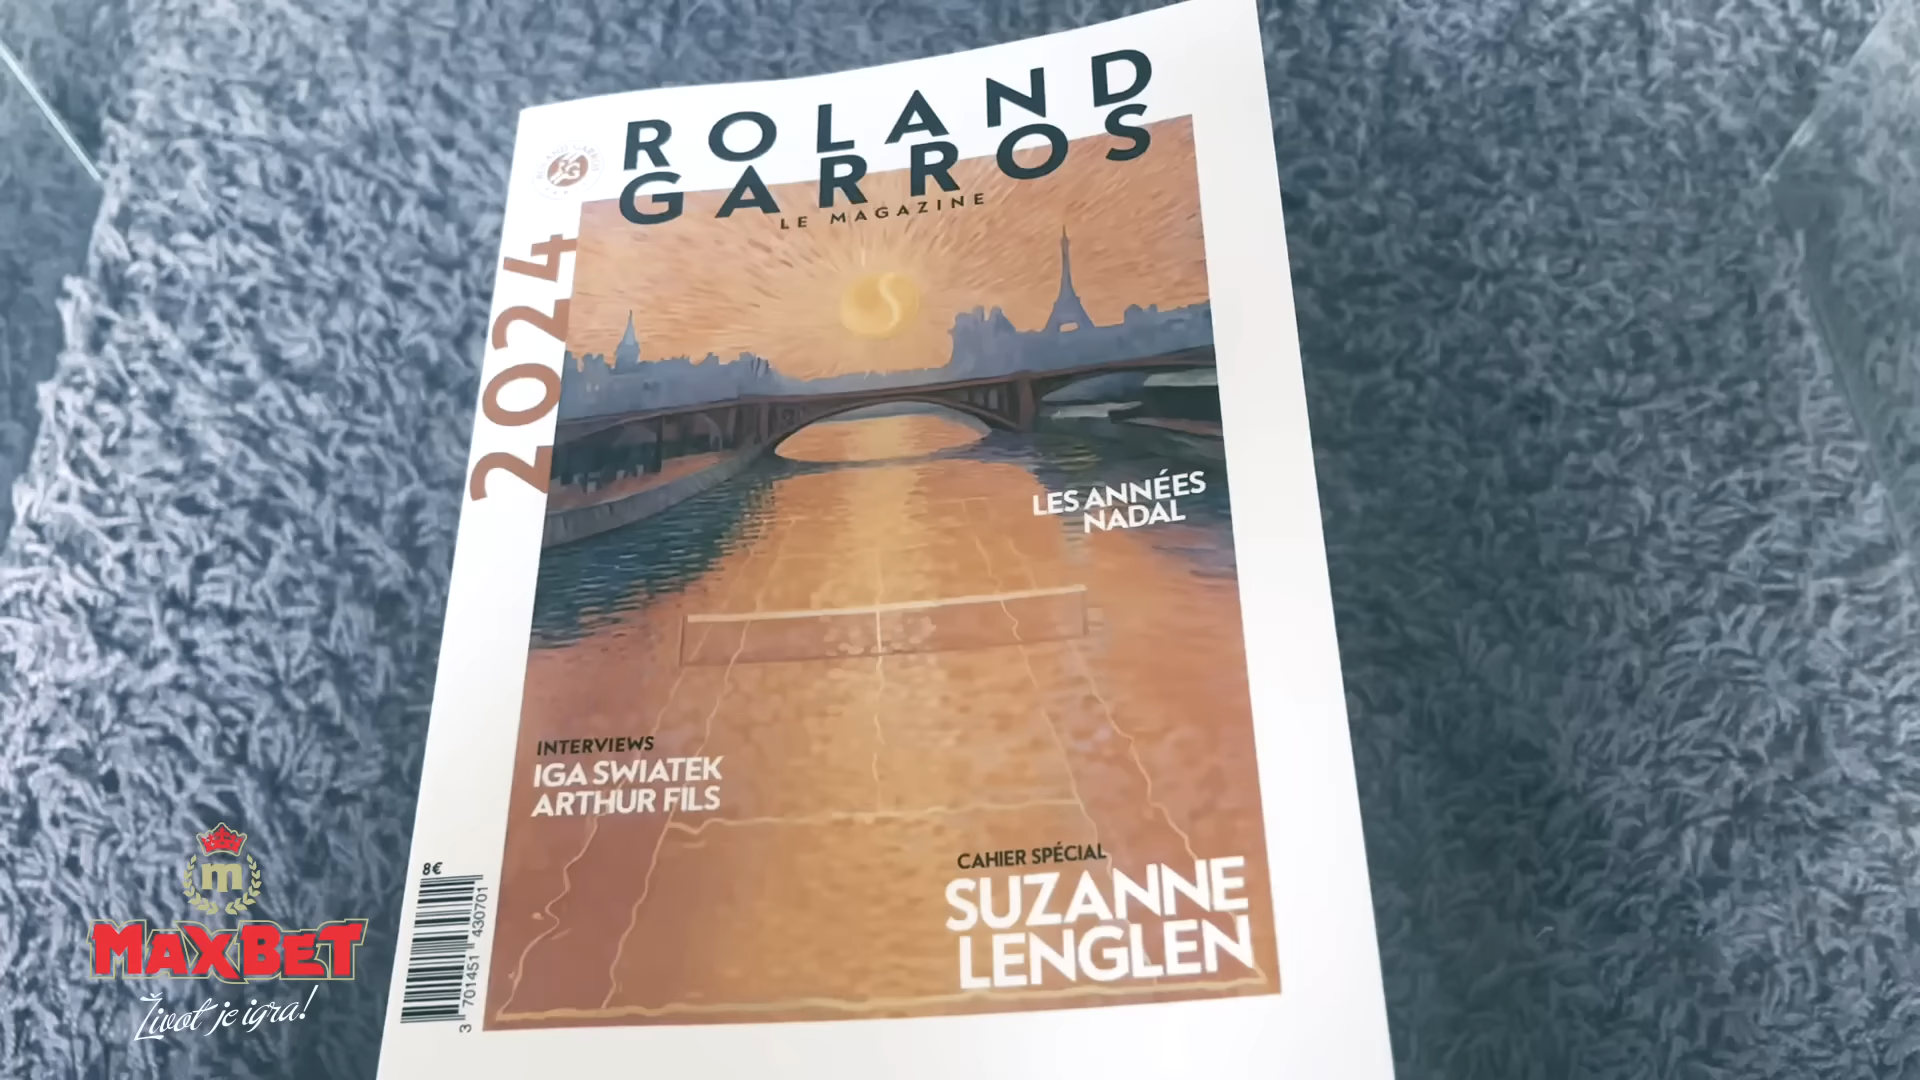 ROLAND
GARROS
LE MAGAZINE
2024
LES ANNÉES
NADAL
INTERVIEWS
IGA SWIATEK
ARTHUR FILS
CAHIER SPÉCIAL
SUZANNE
LENGLEN
8€
3 701451 430701
m
MAXBET
Život je igra!